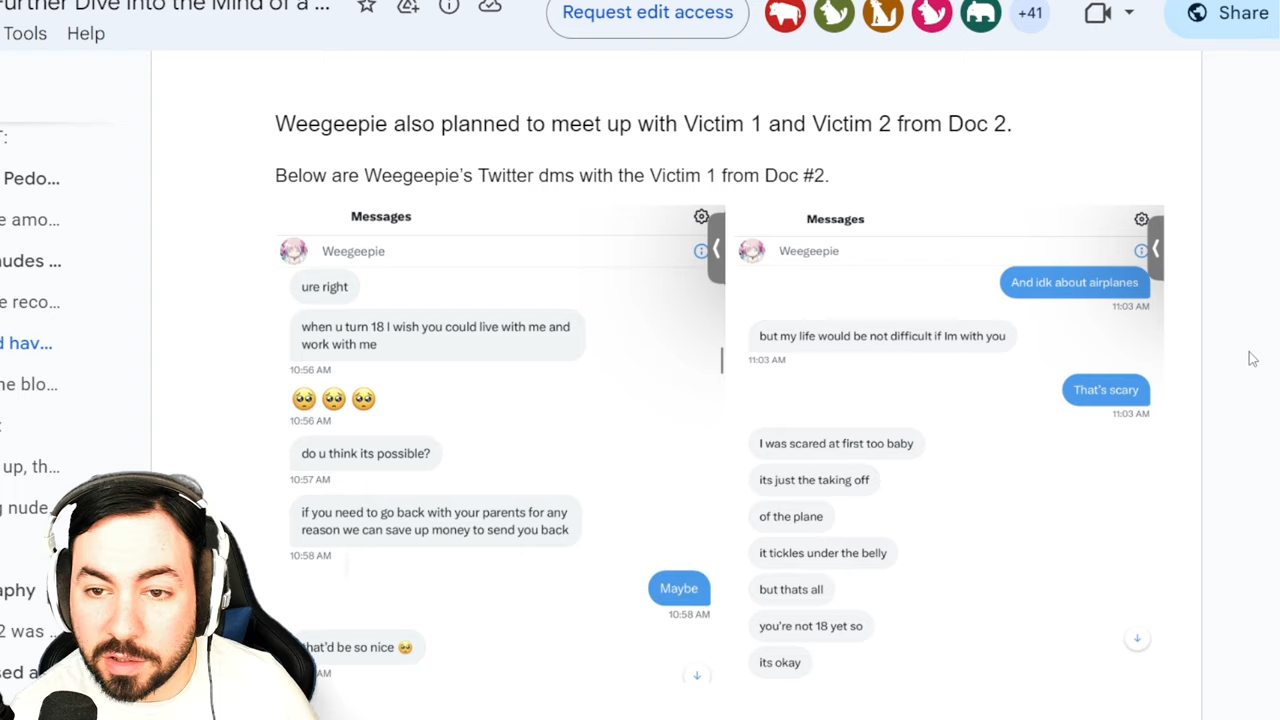 Further Dive into the Mind of a ...
Request edit access
+41
Share
Tools Help
T:
Pedo...
e amo...
udes ...
e reco...
d hav...
he blo...
:
up, th...
g nude...
aphy
2 was ...
sed a
Weegeepie also planned to meet up with Victim 1 and Victim 2 from Doc 2.
Below are Weegeepie's Twitter dms with the Victim 1 from Doc #2.
Messages
Weegeepie
ure right
when u turn 18 I wish you could live with me and
work with me
10:56 AM
🥺 🥺 🥺
10:56 AM
do u think its possible?
10:57 AM
if you need to go back with your parents for any
reason we can save up money to send you back
10:58 AM
Maybe
10:58 AM
that'd be so nice 🥺
AM
Messages
Weegeepie
And idk about airplanes
11:03 AM
but my life would be not difficult if Im with you
11:03 AM
That's scary
11:03 AM
I was scared at first too baby
its just the taking off
of the plane
it tickles under the belly
but thats all
you're not 18 yet so
its okay